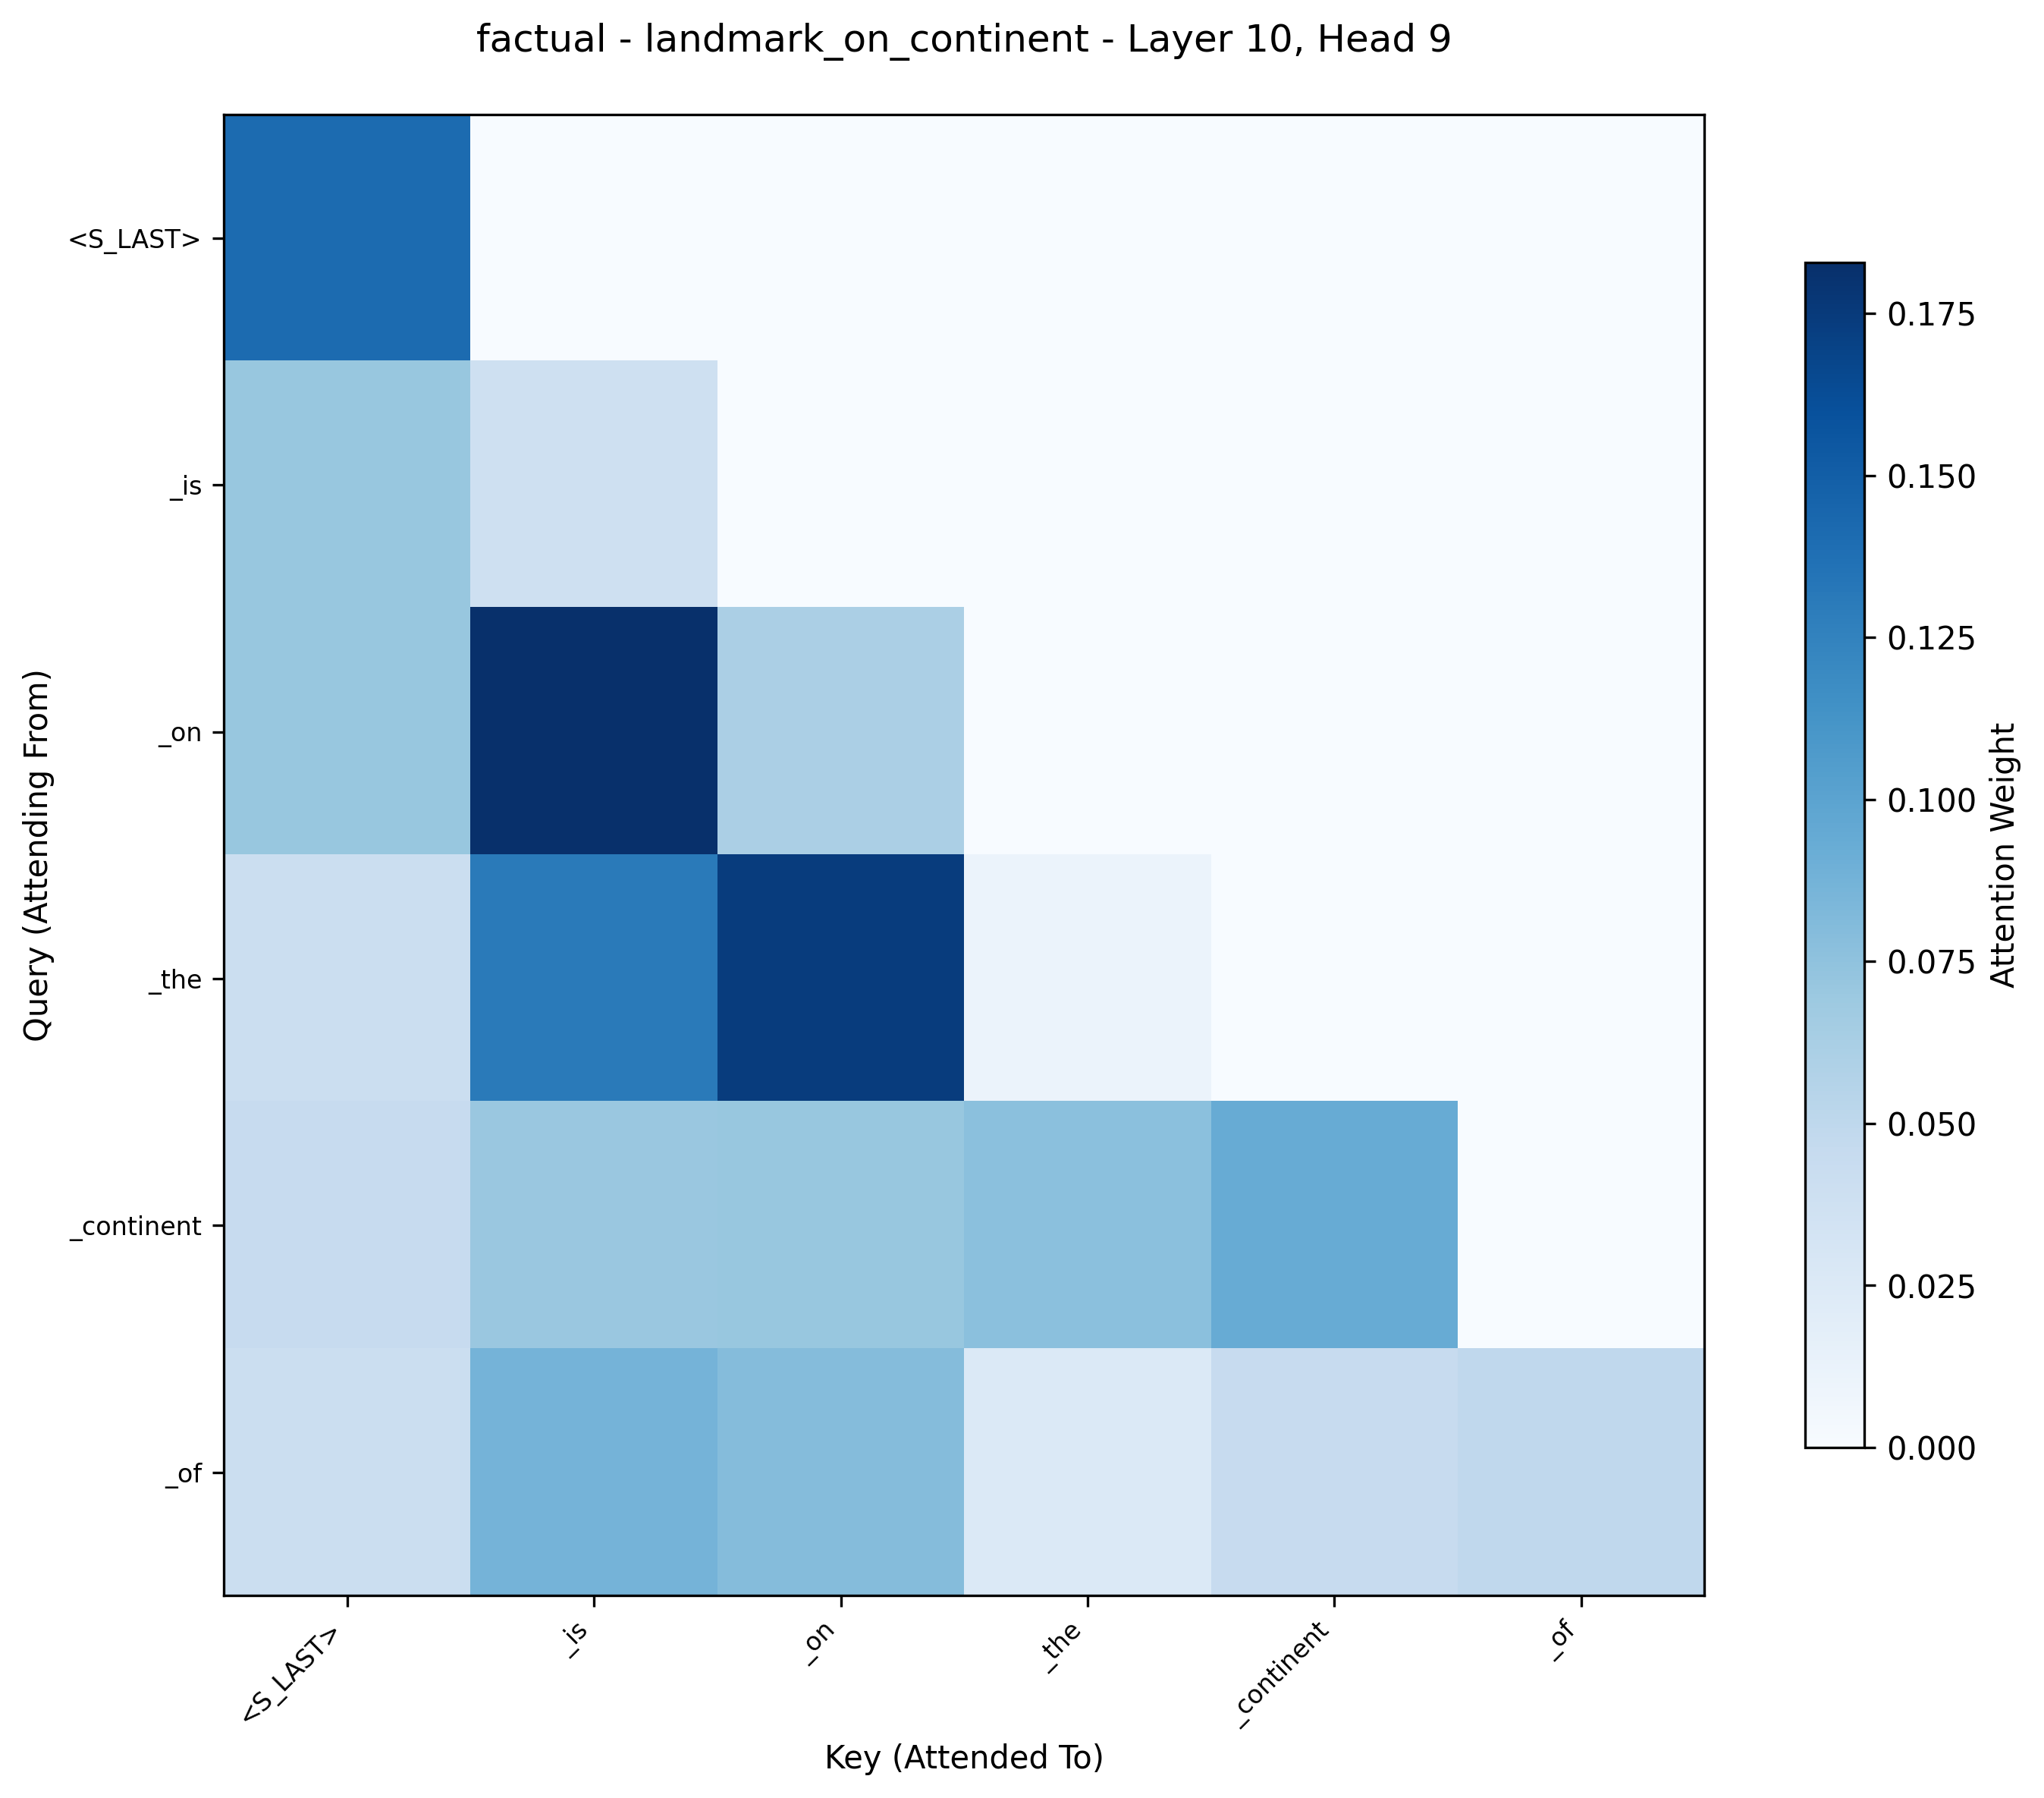 factual - landmark_on_continent - Layer 10, Head 9
Query (Attending From)
<S_LAST>
_is
_on
_the
_continent
_of
<S_LAST>
_is
_on
_the
_continent
_of
Key (Attended To)
0.175
0.150
0.125
0.100
0.075
0.050
0.025
0.000
Attention Weight